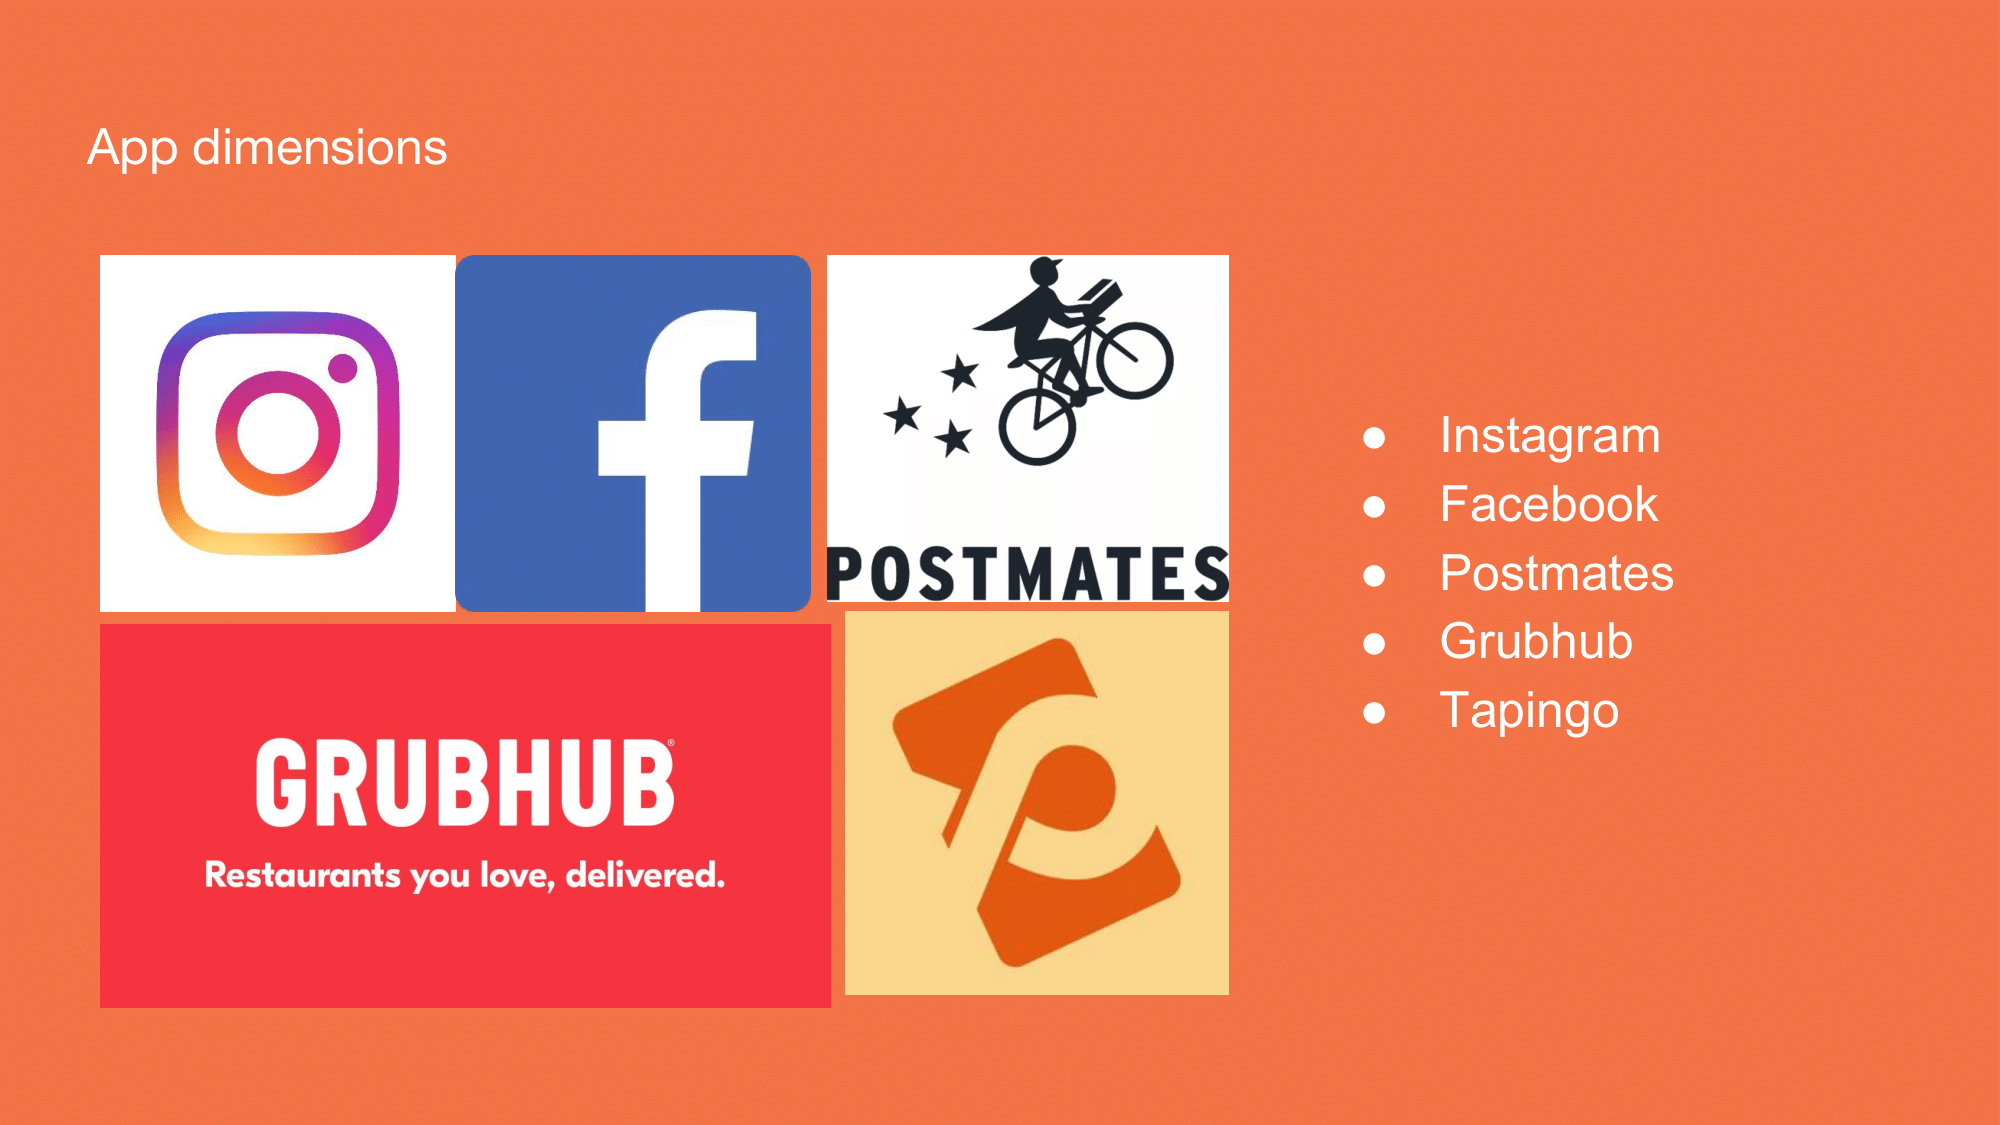 App dimensions
POSTMATES
GRUBHUB®
Restaurants you love, delivered.
● Instagram
● Facebook
● Postmates
● Grubhub
● Tapingo